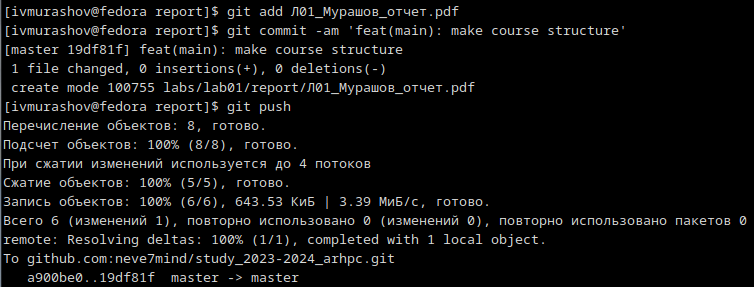 [ivmurashov@fedora report]$ git add Л01_Мурашов_отчет.pdf
[ivmurashov@fedora report]$ git commit -am 'feat(main): make course structure'
[master 19df81f] feat(main): make course structure
 1 file changed, 0 insertions(+), 0 deletions(-)
 create mode 100755 labs/lab01/report/Л01_Мурашов_отчет.pdf
[ivmurashov@fedora report]$ git push
Перечисление объектов: 8, готово.
Подсчет объектов: 100% (8/8), готово.
При сжатии изменений используется до 4 потоков
Сжатие объектов: 100% (5/5), готово.
Запись объектов: 100% (6/6), 643.53 КиБ | 3.39 МиБ/с, готово.
Всего 6 (изменений 1), повторно использовано 0 (изменений 0), повторно использовано пакетов 0
remote: Resolving deltas: 100% (1/1), completed with 1 local object.
To github.com:neve7mind/study_2023-2024_arhpc.git
   a900be0..19df81f  master -> master